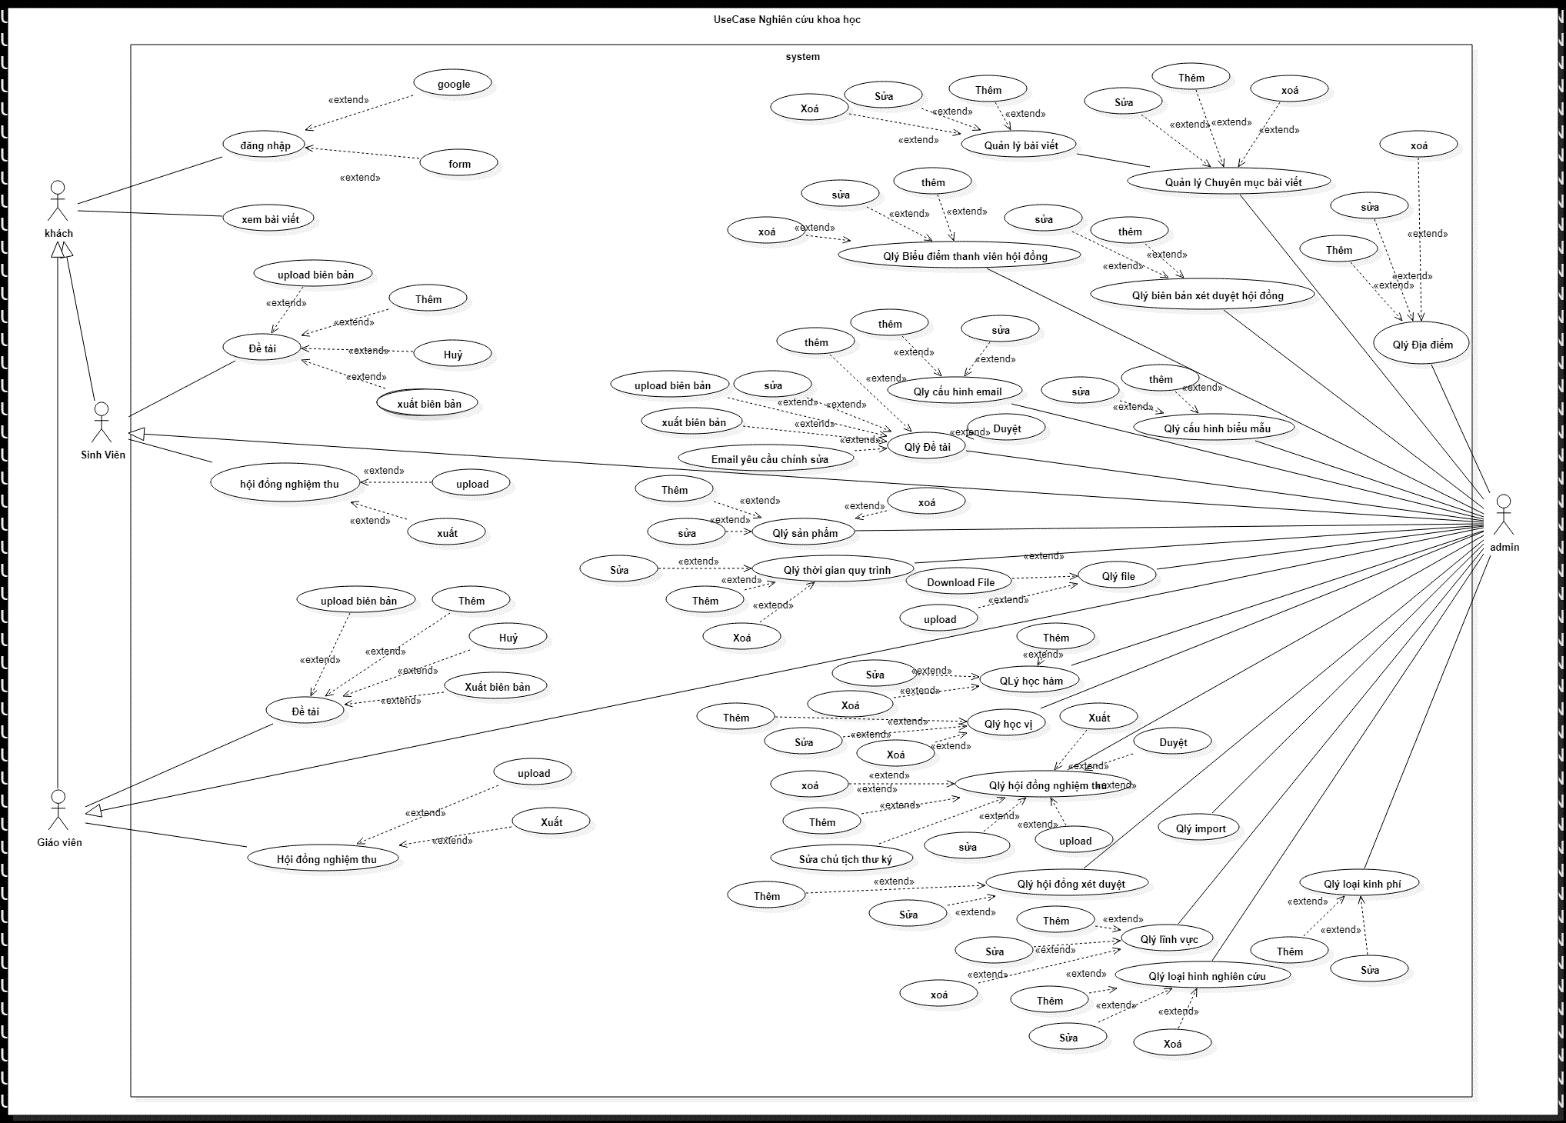 UseCase Nghiên cứu khoa học
system
google
«extend»
đăng nhập
form
«extend»
khách
xem bài viết
upload biên bản
«extend»
Thêm
«extend»
Đề tài
«extend»
Huỷ
«extend»
xuất biên bản
Sinh Viên
hội đồng nghiệm thu
«extend»
upload
«extend»
xuất
upload biên bản
Thêm
Huỷ
«extend»
«extend»
«extend»
Xuất biên bản
«extend»
Đề tài
upload
«extend»
Xuất
«extend»
Giáo viên
Hội đồng nghiệm thu
Xoá
Sửa
Thêm
«extend»
«extend»
«extend»
Quản lý bài viết
Sửa
Thêm
xoá
«extend»
«extend»
«extend»
Quản lý Chuyên mục bài viết
xoá
sửa
Thêm
«extend»
«extend»
«extend»
Qlý Địa điểm
xoá
sửa
thêm
«extend»
«extend»
«extend»
Qlý Biểu điểm thanh viên hội đồng
sửa
thêm
«extend»
«extend»
Qlý biên bản xét duyệt hội đồng
thêm
sửa
«extend»
«extend»
Qly cấu hình email
sửa
thêm
«extend»
«extend»
Qlý cấu hình biểu mẫu
thêm
«extend»
upload biên bản
sửa
«extend»
«extend»
xuất biên bản
«extend»
Email yêu cầu chỉnh sửa
«extend»
«extend»
Duyệt
Qlý Đề tài
admin
Thêm
«extend»
xoá
«extend»
sửa
«extend»
Qlý sản phẩm
Sửa
«extend»
Qlý thời gian quy trình
Thêm
«extend»
Xoá
«extend»
«extend»
Download File
Qlý file
upload
«extend»
Thêm
«extend»
Sửa
«extend»
Xoá
«extend»
QLý học hàm
Thêm
«extend»
Sửa
«extend»
Xoá
«extend»
Qlý học vị
Xuất
Duyệt
«extend»
«extend»
xoá
«extend»
«extend»
Qlý hội đồng nghiệm thu
Thêm
«extend»
«extend»
Sửa chủ tịch thư ký
sửa
upload
Qlý import
Thêm
«extend»
Qlý hội đồng xét duyệt
Sửa
«extend»
Thêm
«extend»
Sửa
«extend»
Qlý lĩnh vực
xoá
«extend»
«extend»
Qlý loại hình nghiên cứu
Thêm
«extend»
Sửa
«extend»
Xoá
Qlý loại kinh phí
«extend»
«extend»
Thêm
Sửa